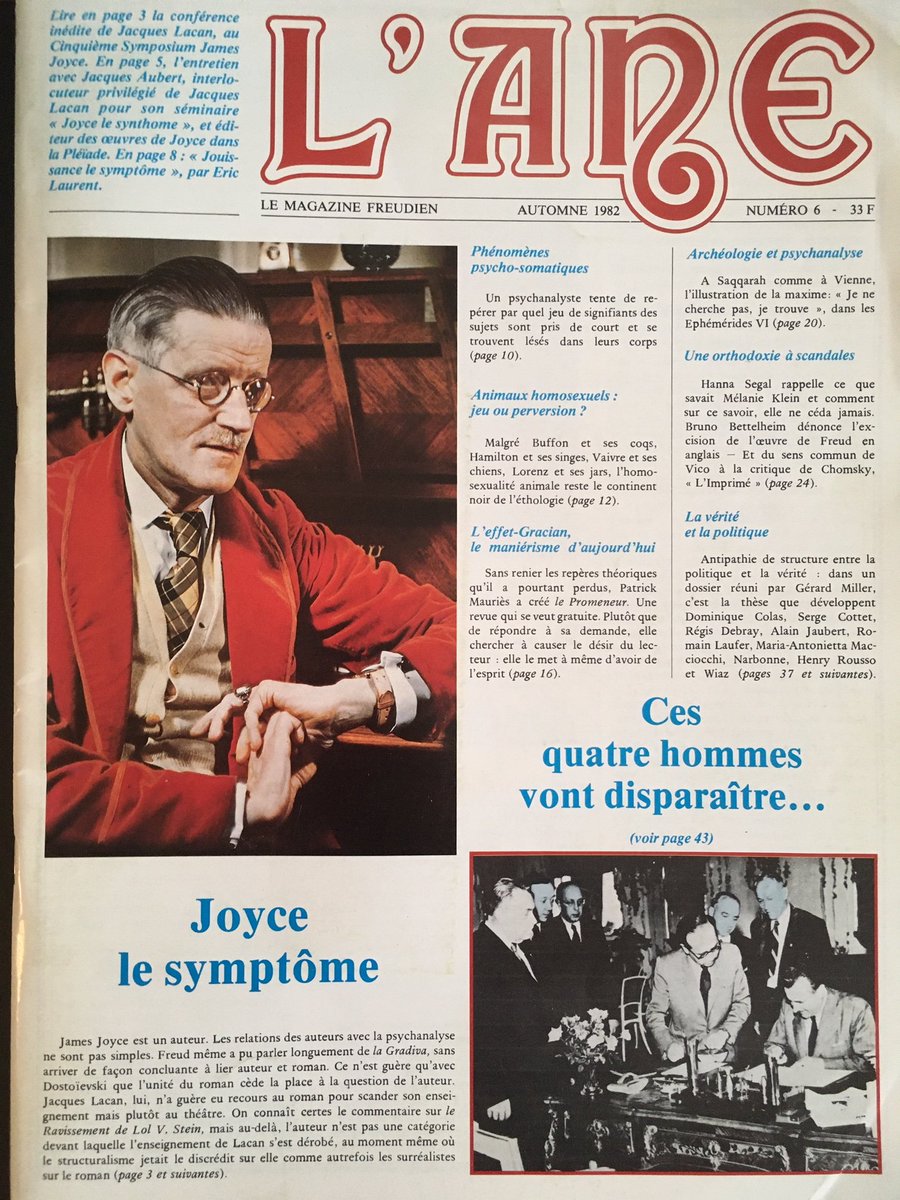 Lire en page 3 la conférence
inédite de Jacques Lacan, au
Cinquième Symposium James
Joyce. En page 5, l'entretien
avec Jacques Aubert, interlo-
cuteur privilégié de Jacques
Lacan pour son séminaire
« Joyce le synthome », et édi-
teur des œuvres de Joyce dans
la Pléïade. En page 8 : « Jouis-
sance le symptôme », par Eric
Laurent.
L'ANE
LE MAGAZINE FREUDIEN AUTOMNE 1982 NUMÉRO 6 - 33 F
Phénomènes
psycho-somatiques
Un psychanalyste tente de re-
pérer par quel jeu de signifiants des
sujets sont pris de court et se
trouvent lésés dans leurs corps
(page 10).
Animaux homosexuels :
jeu ou perversion ?
Malgré Buffon et ses coqs,
Hamilton et ses singes, Vaivre et ses
chiens, Lorenz et ses jars, l'homo-
sexualité animale reste le continent
noir de l'éthologie (page 12).
L'effet-Gracian,
le maniérisme d'aujourd'hui
Sans renier les repères théoriques
qu'il a pourtant perdus, Patrick
Mauriès a créé le Promeneur. Une
revue qui se veut gratuite. Plutôt que
de répondre à sa demande, elle
chercher à causer le désir du lec-
teur : elle le met à même d'avoir de
l'esprit (page 16).
Archéologie et psychanalyse
A Saqqarah comme à Vienne,
l'illustration de la maxime: « Je ne
cherche pas, je trouve », dans les
Ephémérides VI (page 20).
Une orthodoxie à scandales
Hanna Segal rappelle ce que
savait Mélanie Klein et comment
sur ce savoir, elle ne céda jamais.
Bruno Bettelheim dénonce l'ex-
cision de l'œuvre de Freud en
anglais — Et du sens commun de
Vico à la critique de Chomsky,
« L'Imprimé » (page 24).
La vérité
et la politique
Antipathie de structure entre la
politique et la vérité : dans un
dossier réuni par Gérard Miller,
c'est la thèse que développent
Dominique Colas, Serge Cottet,
Régis Debray, Alain Jaubert, Ro-
main Laufer, Maria-Antonietta Mac-
ciocchi, Narbonne, Henry Rousso
et Wiaz (pages 37 et suivantes).
Ces
quatre hommes
vont disparaître...
(voir page 43)
Joyce
le symptôme
James Joyce est un auteur. Les relations des auteurs avec la psychanalyse
ne sont pas simples. Freud même a pu parler longuement de la Gradiva, sans
arriver de façon concluante à lier auteur et roman. Ce n'est guère qu'avec
Dostoïevski que l'unité du roman cède la place à la question de l'auteur.
Jacques Lacan, lui, n'a guère eu recours au roman pour scander son ensei-
gnement mais plutôt au théâtre. On connaît certes le commentaire sur le
Ravissement de Lol V. Stein, mais au-delà, l'auteur n'est pas une catégorie
devant laquelle l'enseignement de Lacan s'est dérobé, au moment même où
le structuralisme jetait le discrédit sur elle comme autrefois les surréalistes
sur le roman (page 3 et suivantes).